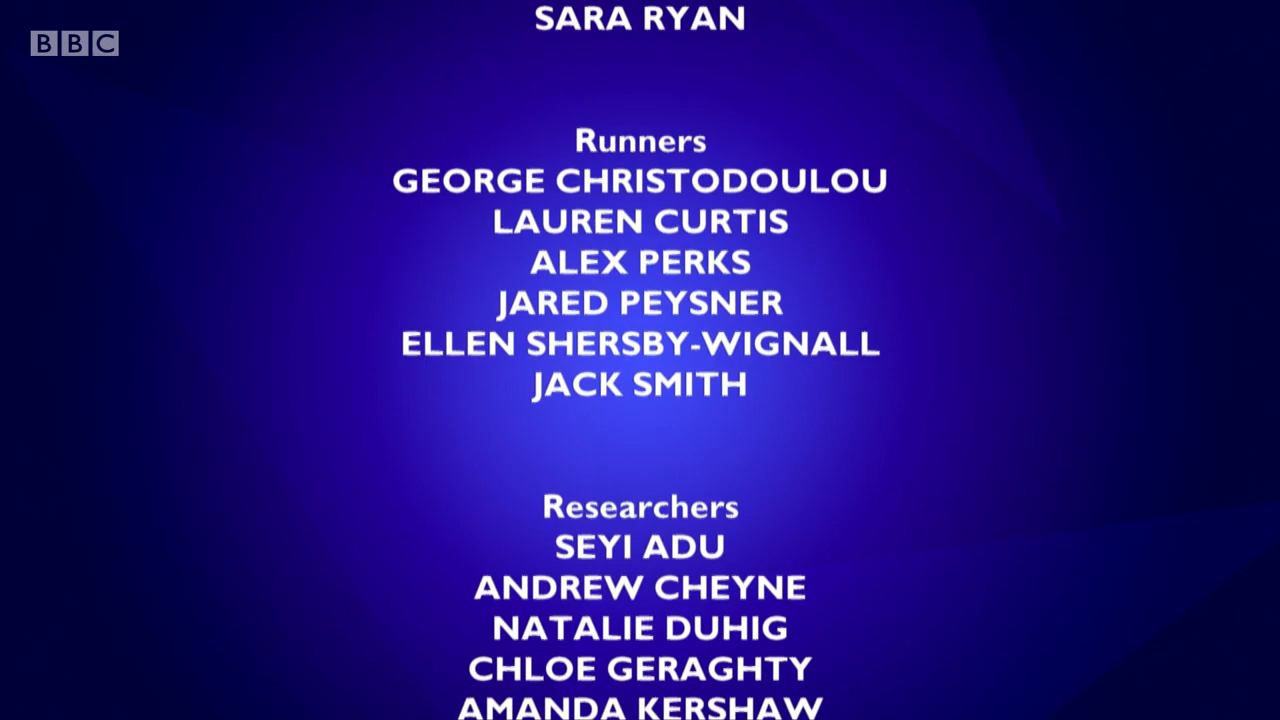 BBC
SARA RYAN
Runners
GEORGE CHRISTODOULOU
LAUREN CURTIS
ALEX PERKS
JARED PEYSNER
ELLEN SHERSBY-WIGNALL
JACK SMITH
Researchers
SEYI ADU
ANDREW CHEYNE
NATALIE DUHIG
CHLOE GERAGHTY
AMANDA KERSHAW